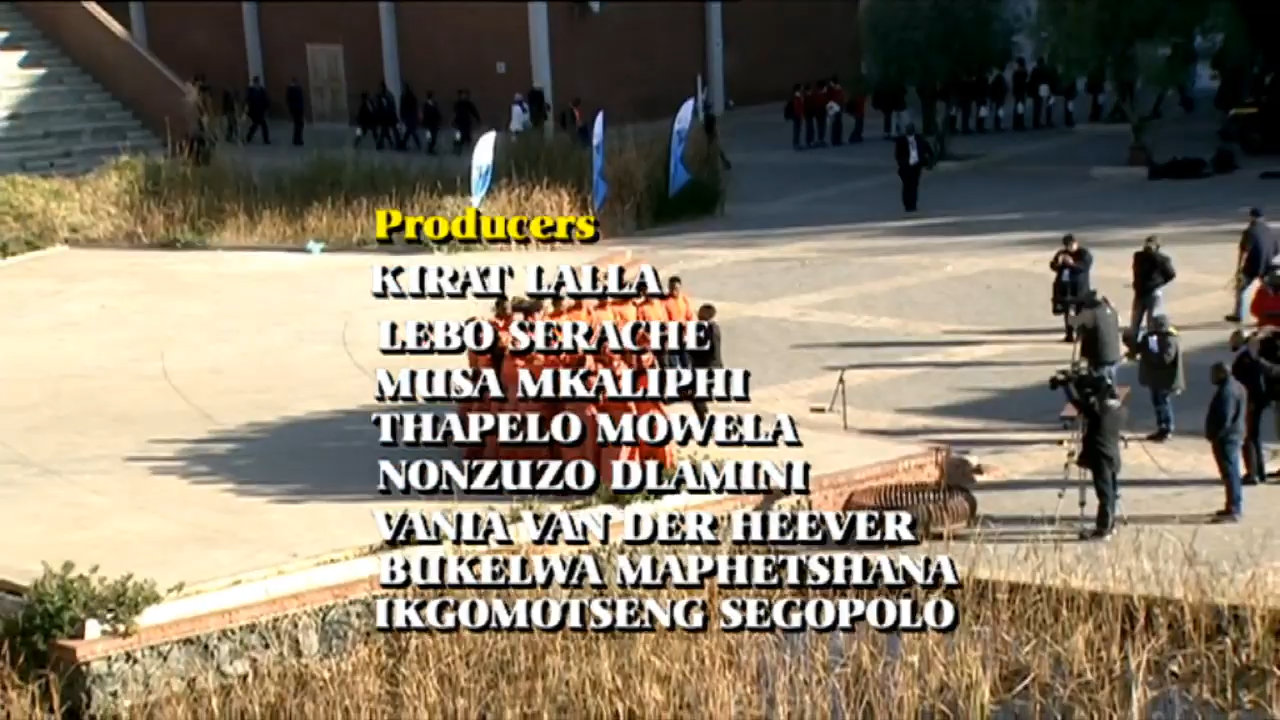 Producers
KIRAT LALLA
LEBO SERACHE
MUSA MKALIPHI
THAPELO MOWELA
NONZUZO DLAMINI
VANIA VAN DER HEEVER
BUKELWA MAPHETSHANA
IKGOMOTSENG SEGOPOLO